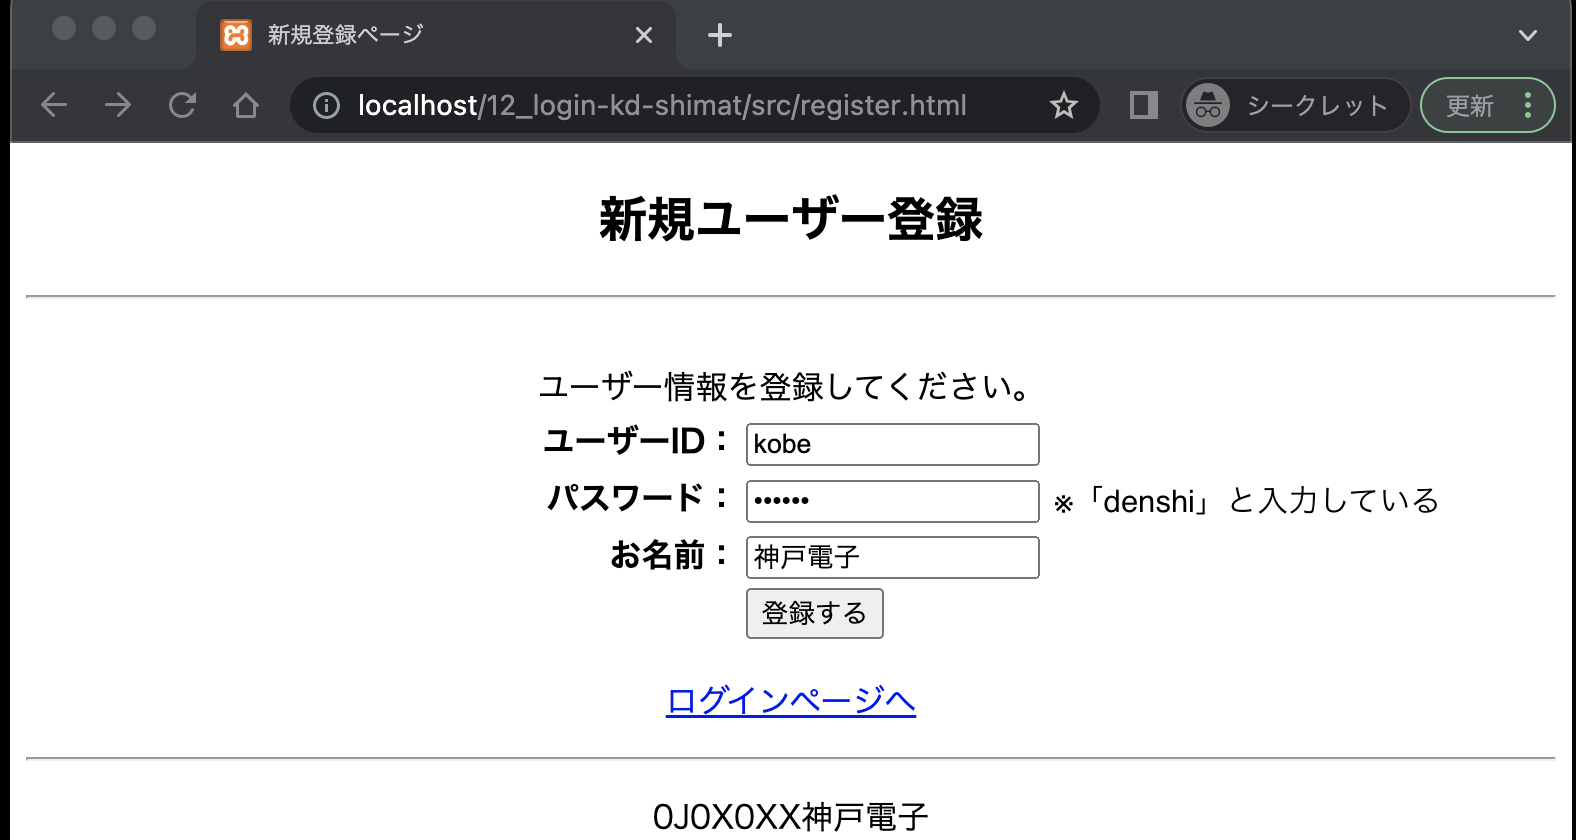 新規登録ページ
localhost/12_login-kd-shimat/src/register.html
シークレット
更新
新規ユーザー登録
ユーザー情報を登録してください。
ユーザーID： kobe
パスワード： •••••• ※「denshi」と入力している
お名前： 神戸電子
登録する
ログインページへ
0J0X0XX神戸電子